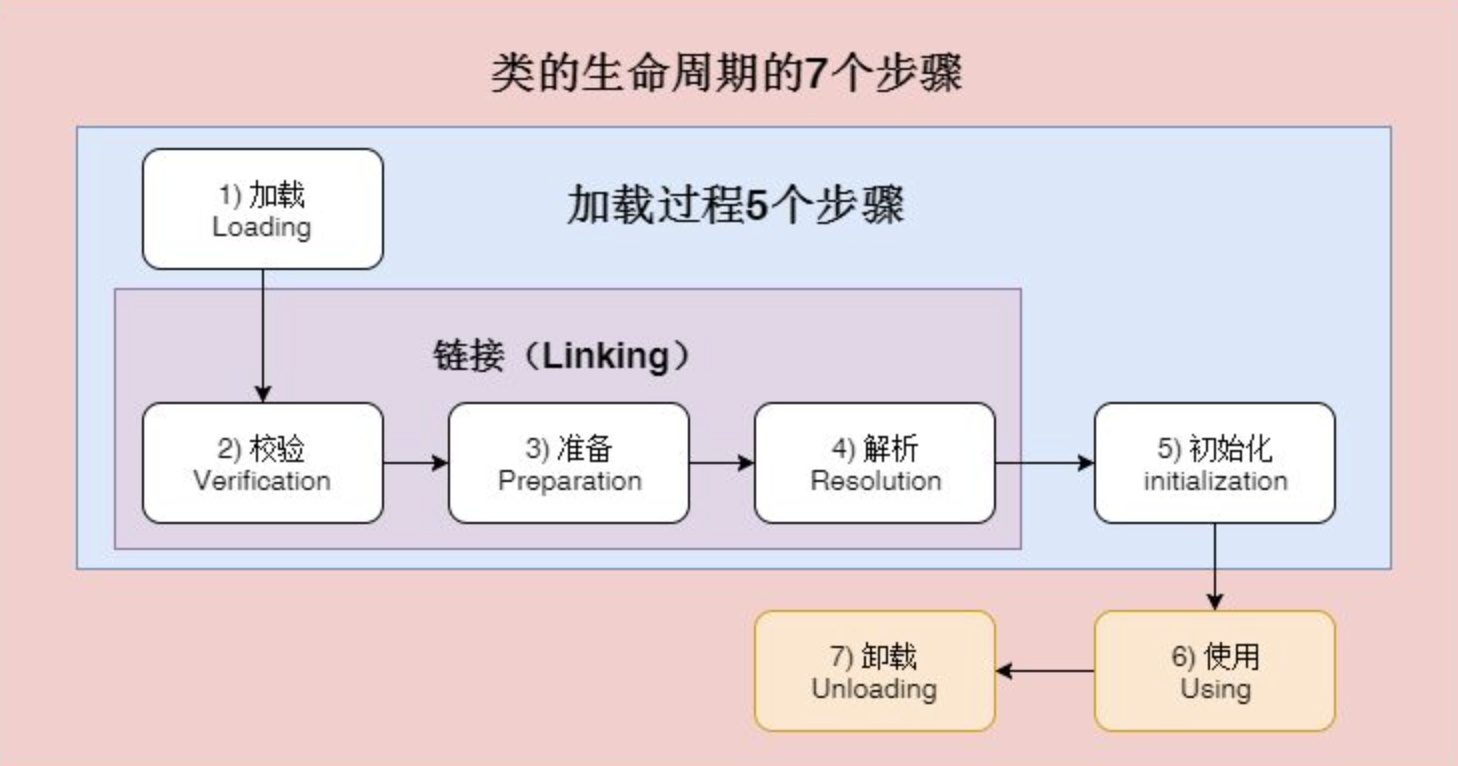 类的生命周期的7个步骤
加载过程5个步骤
1) 加载
Loading
链接（Linking）
2) 校验
Verification
3) 准备
Preparation
4) 解析
Resolution
5) 初始化
initialization
6) 使用
Using
7) 卸载
Unloading